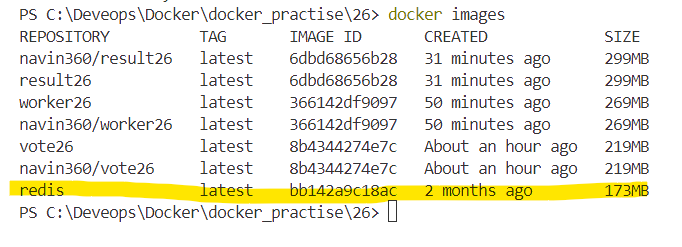 PS C:\Deveops\Docker\docker_practise\26> docker images
REPOSITORY TAG IMAGE ID CREATED SIZE
navin360/result26 latest 6dbd68656b28 31 minutes ago 299MB
result26 latest 6dbd68656b28 31 minutes ago 299MB
worker26 latest 366142df9097 50 minutes ago 269MB
navin360/worker26 latest 366142df9097 50 minutes ago 269MB
vote26 latest 8b4344274e7c About an hour ago 219MB
navin360/vote26 latest 8b4344274e7c About an hour ago 219MB
redis latest bb142a9c18ac 2 months ago 173MB
PS C:\Deveops\Docker\docker_practise\26>